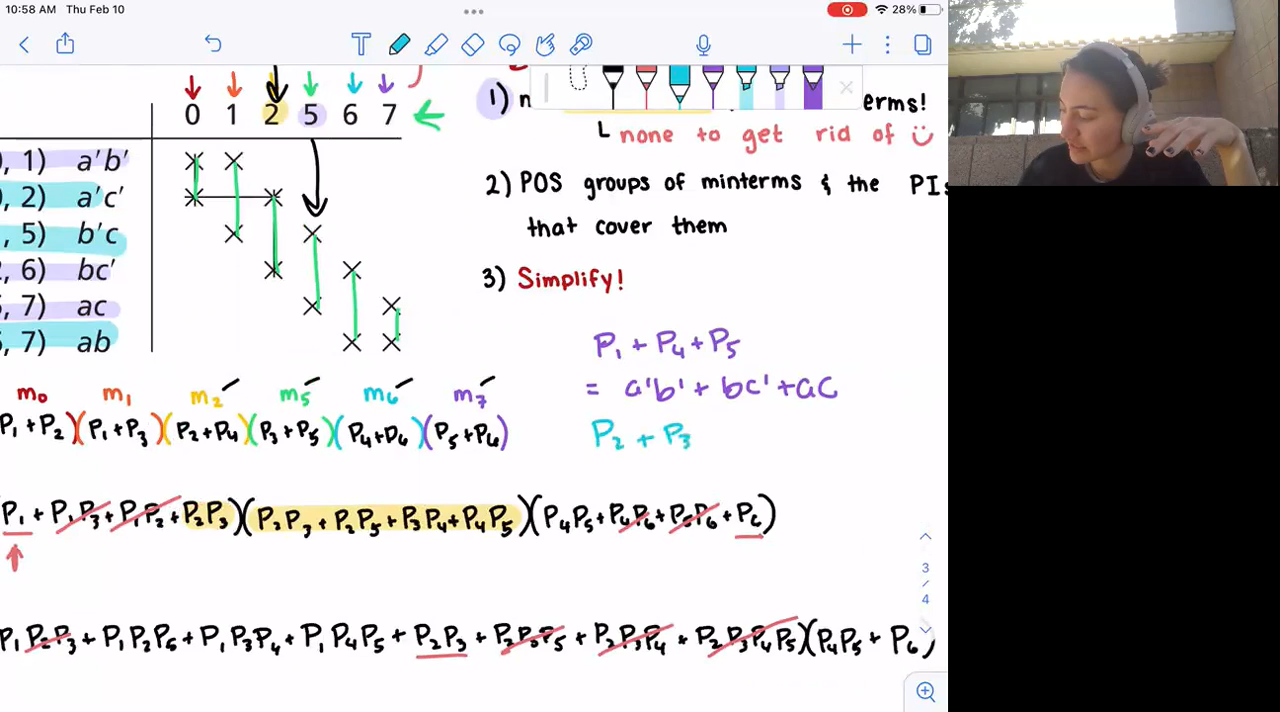 10:58 AM Thu Feb 10
28%
T
0 1 2 5 6 7
1) n
erms!
└ none to get rid of
, 1) a'b'
, 2) a'c'
, 5) b'c
, 6) bc'
, 7) ac
, 7) ab
2) POS groups of minterms & the PIs
that cover them
3) Simplify!
P1 + P4 + P5
= a'b' + bc' + ac
P2 + P3
m0 m1 m2 m5 m6 m7
P1 + P2)(P1 + P3)(P2 + P4)(P3 + P5)(P4 + P6)(P5 + P6)
P1 + P1P3 + P1P2 + P2P3)(P2P3 + P2P5 + P3P4 + P4P5)(P4P5 + P4P6 + P5P6 + P6)
P1P2P3 + P1P2P5 + P1P3P4 + P1P4P5 + P2P3 + P2P3P5 + P2P3P4 + P2P3P4P5)(P4P5 + P6)
3
/
4